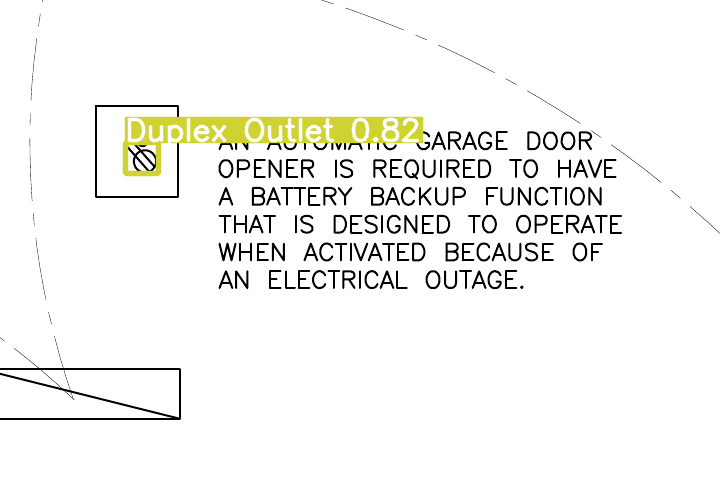 Duplex Outlet 0.82
AN AUTOMATIC GARAGE DOOR
OPENER IS REQUIRED TO HAVE
A BATTERY BACKUP FUNCTION
THAT IS DESIGNED TO OPERATE
WHEN ACTIVATED BECAUSE OF
AN ELECTRICAL OUTAGE.